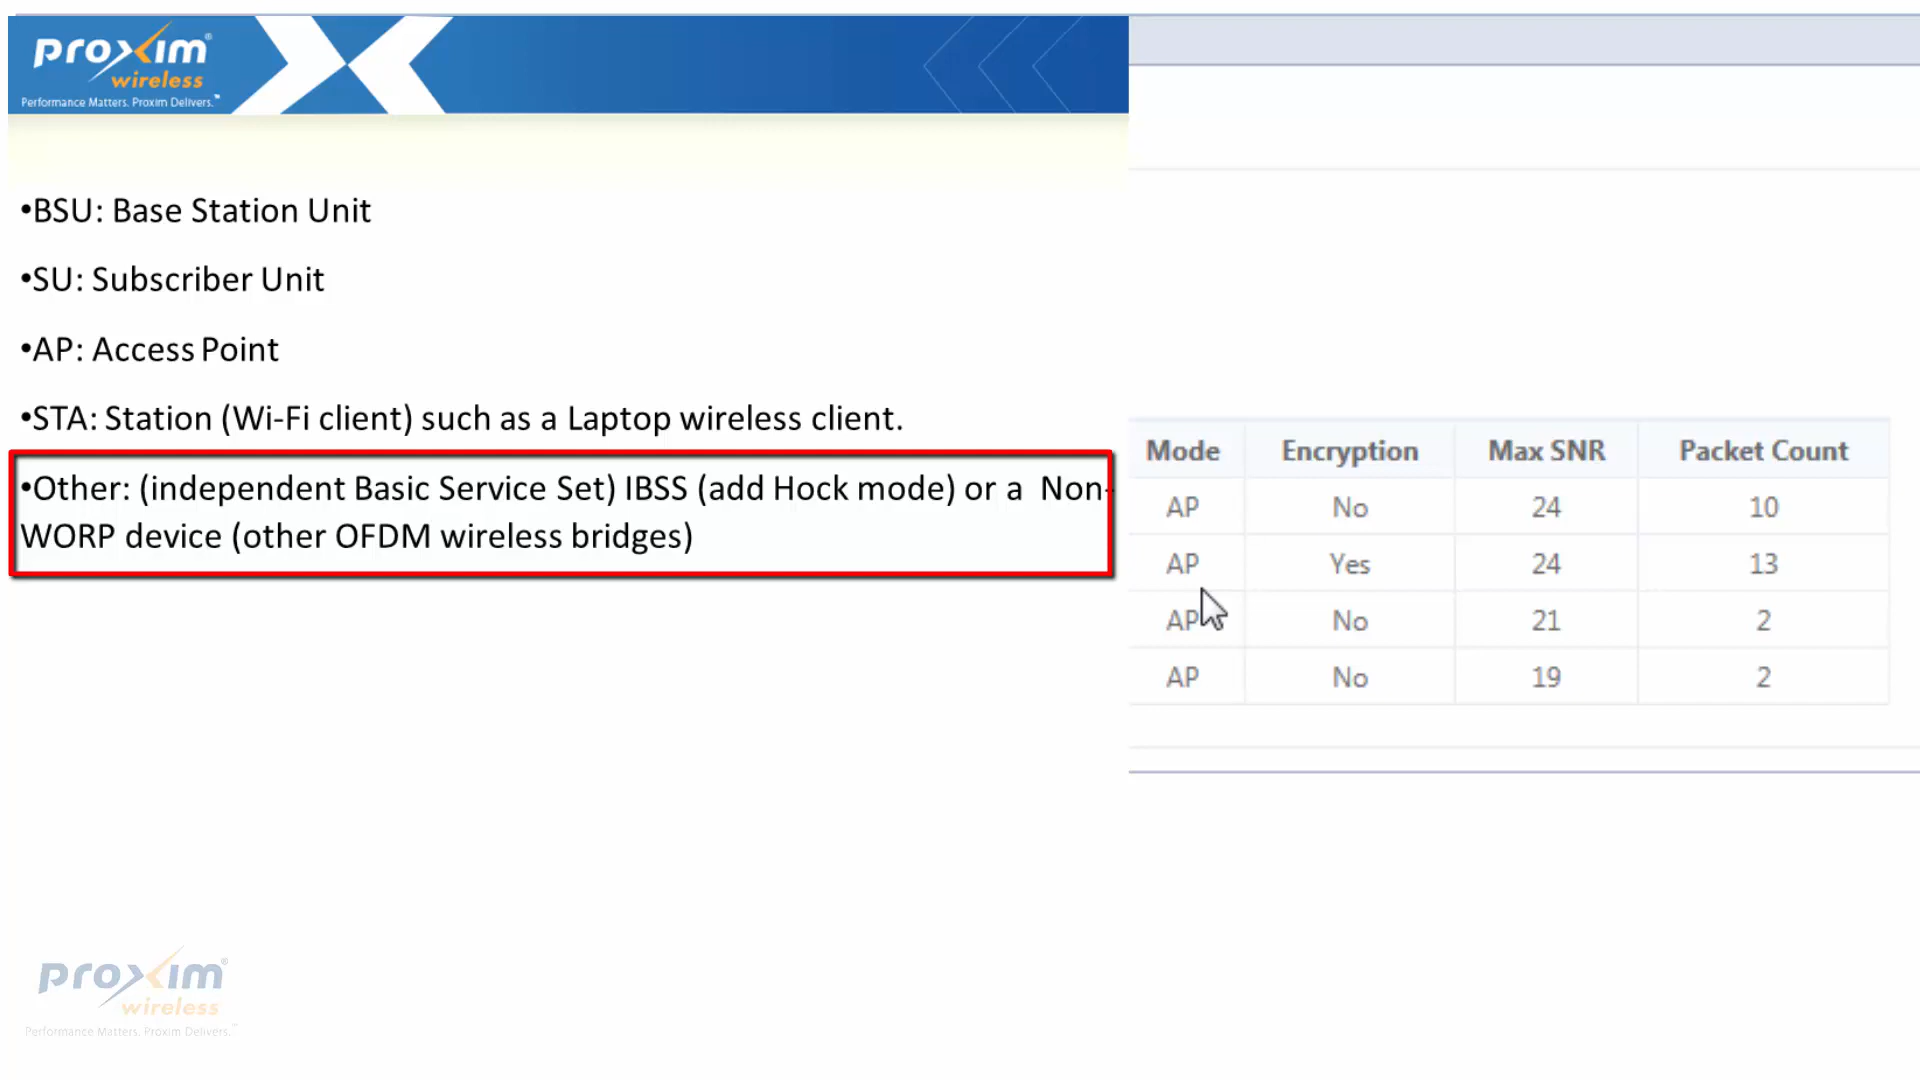 proxim®
wireless
Performance Matters. Proxim Delivers.™
•BSU: Base Station Unit
•SU: Subscriber Unit
•AP: Access Point
•STA: Station (Wi-Fi client) such as a Laptop wireless client.
•Other: (independent Basic Service Set) IBSS (add Hock mode) or a Non-
WORP device (other OFDM wireless bridges)
Mode Encryption Max SNR Packet Count
AP No 24 10
AP Yes 24 13
AP No 21 2
AP No 19 2
proxim®
wireless
Performance Matters. Proxim Delivers.™